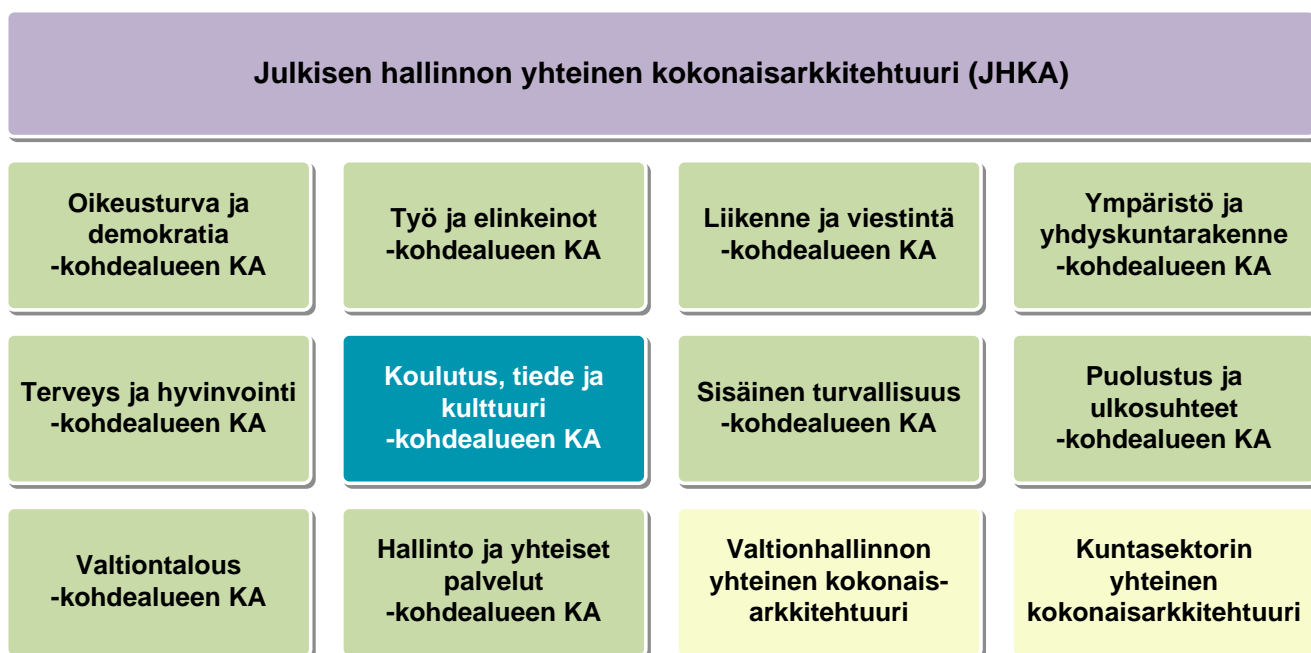 Julkisen hallinnon yhteinen kokonaisarkkitehtuuri (JHKA)
Oikeusturva ja
demokratia
-kohdealueen KA
Työ ja elinkeinot
-kohdealueen KA
Liikenne ja viestintä
-kohdealueen KA
Ympäristö ja
yhdyskuntarakenne
-kohdealueen KA
Terveys ja hyvinvointi
-kohdealueen KA
Koulutus, tiede ja
kulttuuri
-kohdealueen KA
Sisäinen turvallisuus
-kohdealueen KA
Puolustus ja
ulkosuhteet
-kohdealueen KA
Valtiontalous
-kohdealueen KA
Hallinto ja yhteiset
palvelut
-kohdealueen KA
Valtionhallinnon
yhteinen kokonais-
arkkitehtuuri
Kuntasektorin
yhteinen
kokonaisarkkitehtuuri